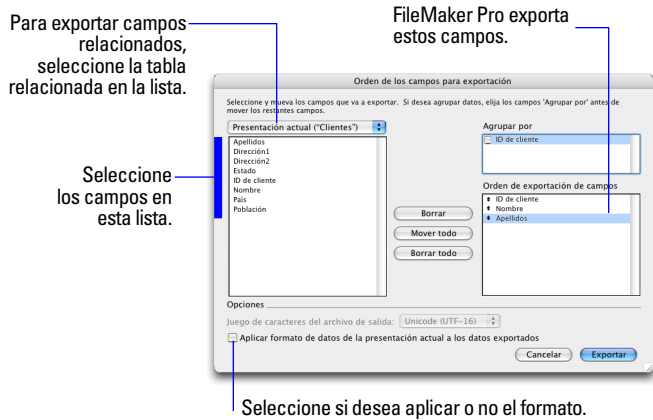 Para exportar campos
relacionados,
seleccione la tabla
relacionada en la lista.
FileMaker Pro exporta
estos campos.
Orden de los campos para exportación
Seleccione y mueva los campos que va a exportar. Si desea agrupar datos, elija los campos 'Agrupar por' antes de
mover los restantes campos.
Presentación actual ("Clientes")
Apellidos
Dirección1
Dirección2
Estado
ID de cliente
Nombre
País
Población
Seleccione
los campos en
esta lista.
Borrar
Mover todo
Borrar todo
Agrupar por
ID de cliente
Orden de exportación de campos
ID de cliente
Nombre
Apellidos
Opciones
Juego de caracteres del archivo de salida: Unicode (UTF-16)
Aplicar formato de datos de la presentación actual a los datos exportados
Cancelar
Exportar
Seleccione si desea aplicar o no el formato.